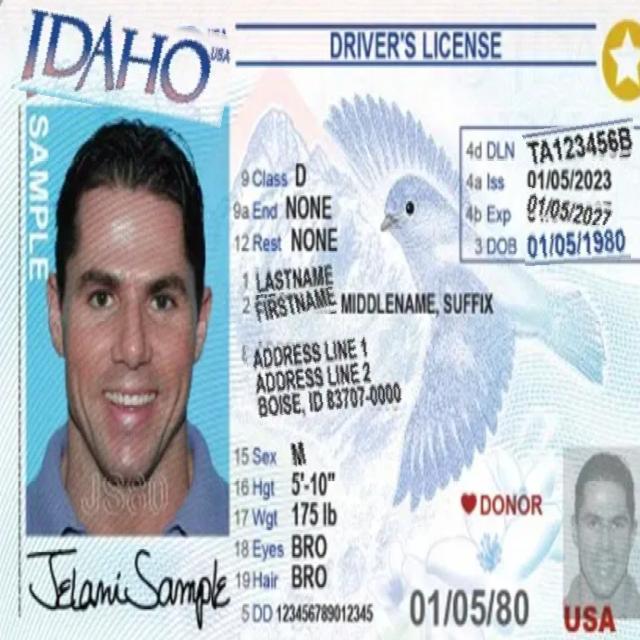 IDAHO USA
DRIVER'S LICENSE
SAMPLE
4d DLN TA123456B
4a Iss 01/05/2023
4b Exp 01/05/2027
3 DOB 01/05/1980
9 Class D
9a End NONE
12 Rest NONE
1 LASTNAME
2 FIRSTNAME MIDDLENAME, SUFFIX
ADDRESS LINE 1
ADDRESS LINE 2
BOISE, ID 83707-0000
15 Sex M
16 Hgt 5'-10"
17 Wgt 175 lb
18 Eyes BRO
19 Hair BRO
5 DD 123456789012345
DONOR
01/05/80
USA
JS80
Jelani Sample